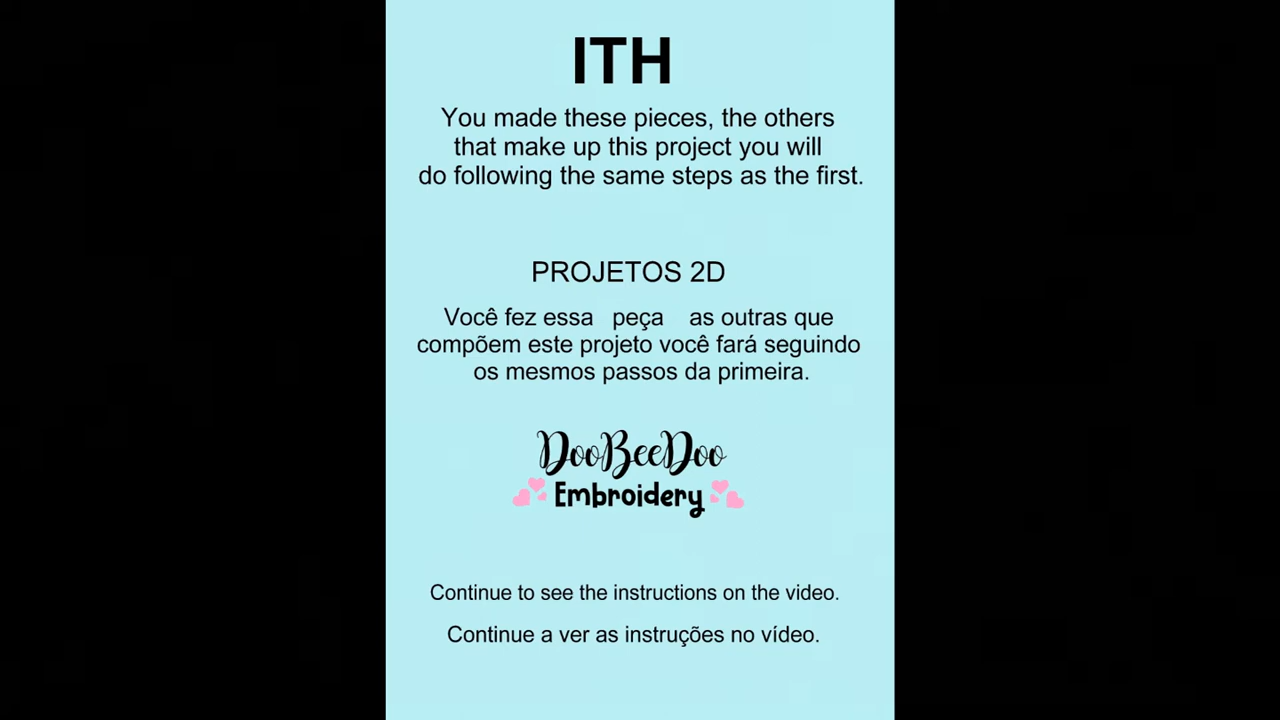 ITH
You made these pieces, the others
that make up this project you will
do following the same steps as the first.
PROJETOS 2D
Você fez essa peça as outras que
compõem este projeto você fará seguindo
os mesmos passos da primeira.
DooBeeDoo
Embroidery
Continue to see the instructions on the video.
Continue a ver as instruções no vídeo.